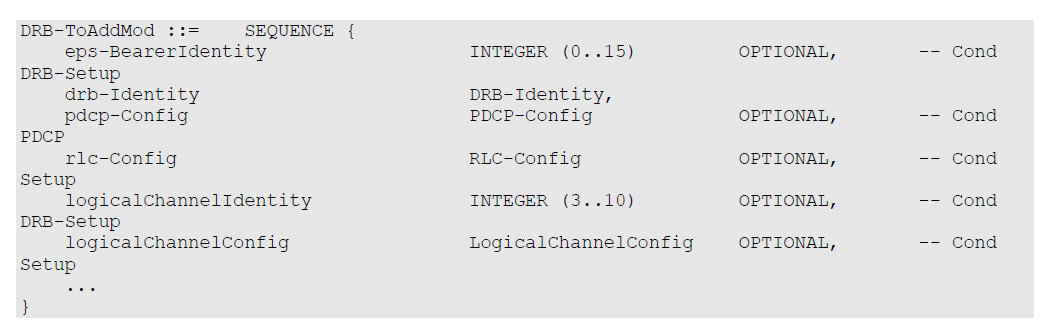 DRB-ToAddMod ::=    SEQUENCE {
    eps-BearerIdentity                      INTEGER (0..15)          OPTIONAL,        -- Cond
DRB-Setup
    drb-Identity                            DRB-Identity,
    pdcp-Config                             PDCP-Config              OPTIONAL,        -- Cond
PDCP
    rlc-Config                              RLC-Config               OPTIONAL,        -- Cond
Setup
    logicalChannelIdentity                  INTEGER (3..10)          OPTIONAL,        -- Cond
DRB-Setup
    logicalChannelConfig                    LogicalChannelConfig     OPTIONAL,        -- Cond
Setup
    ...
}